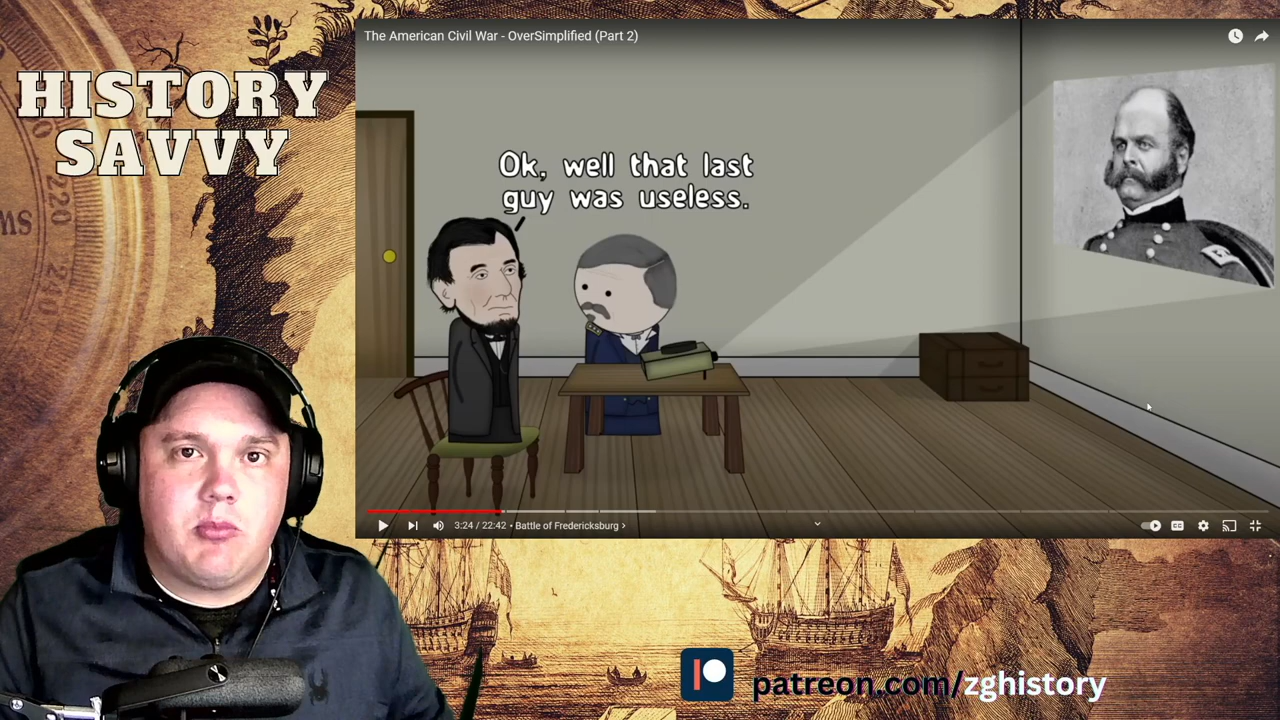 The American Civil War - OverSimplified (Part 2)
HISTORY
SAVVY
Ok, well that last
guy was useless.
3:24 / 22:42 • Battle of Fredericksburg >
patreon.com/zghistory